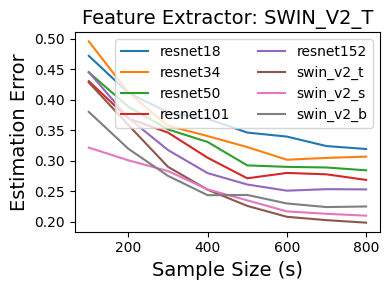 Feature Extractor: SWIN_V2_T
Estimation Error
0.50
0.45
0.40
0.35
0.30
0.25
0.20
resnet18
resnet34
resnet50
resnet101
resnet152
swin_v2_t
swin_v2_s
swin_v2_b
200
400
600
800
Sample Size (s)